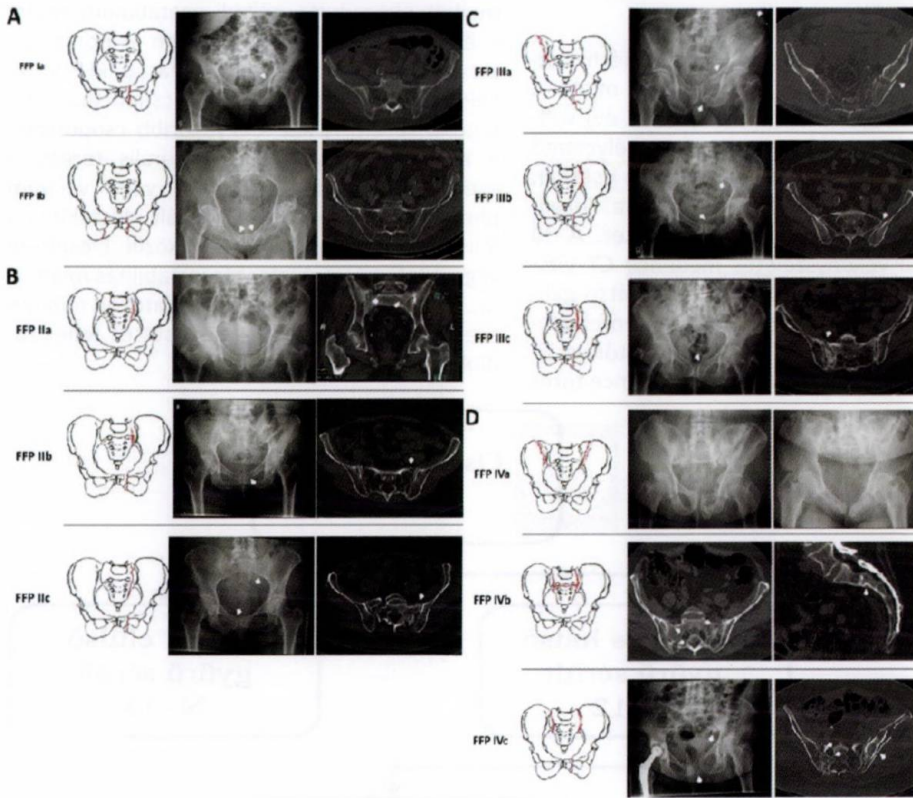 A
FFP Ia
FFP Ib
B
FFP IIa
FFP IIb
FFP IIc
C
FFP IIIa
FFP IIIb
FFP IIIc
D
FFP IVa
FFP IVb
FFP IVc